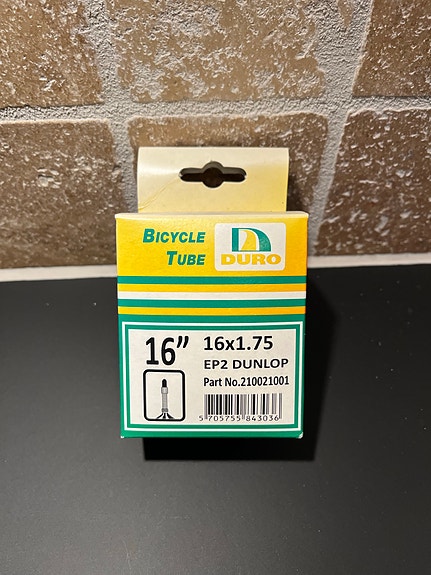 BICYCLE
TUBE
DURO
16”
16x1.75
EP2 DUNLOP
Part No.210021001
5 705755 843036